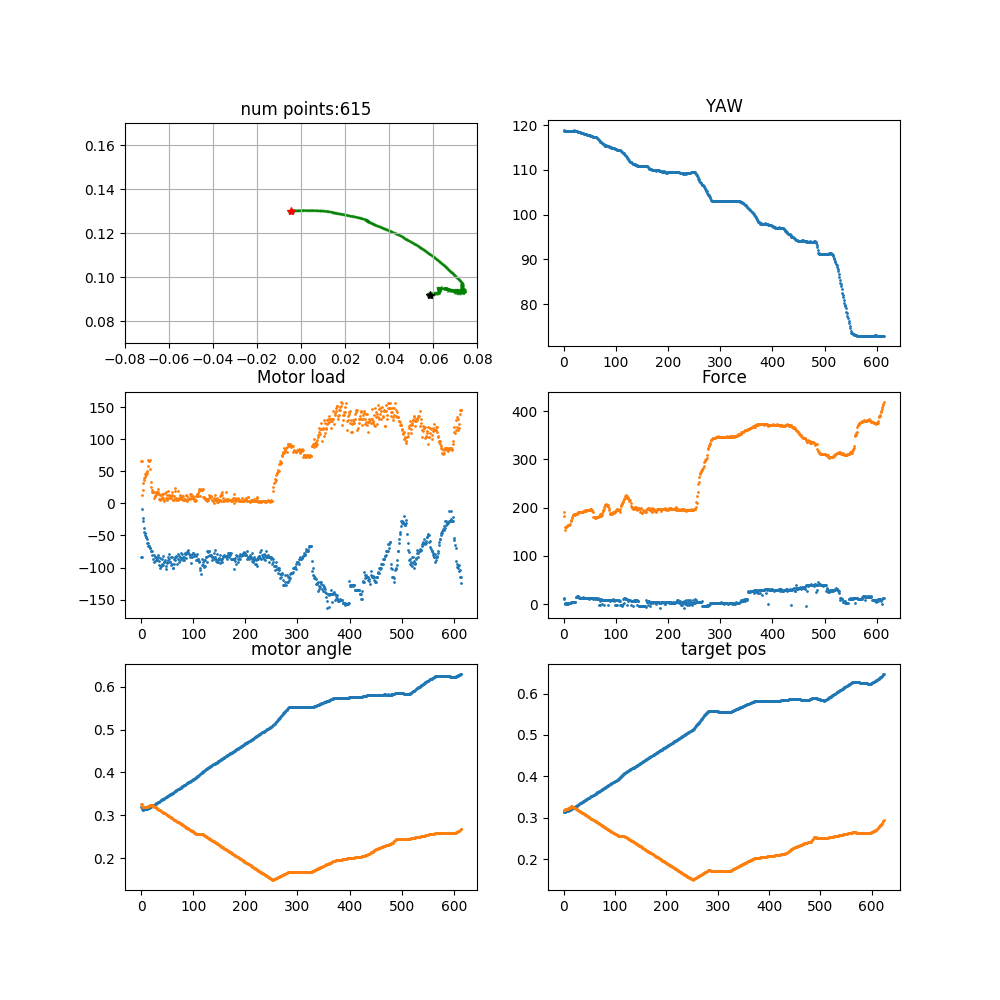 num points:615
0.16
0.14
0.12
0.10
0.08
−0.08 −0.06 −0.04 −0.02 0.00 0.02 0.04 0.06 0.08
YAW
120
110
100
90
80
0 100 200 300 400 500 600
Motor load
150
100
50
0
−50
−100
−150
0 100 200 300 400 500 600
Force
400
300
200
100
0
0 100 200 300 400 500 600
motor angle
0.6
0.5
0.4
0.3
0.2
0 100 200 300 400 500 600
target pos
0.6
0.5
0.4
0.3
0.2
0 100 200 300 400 500 600